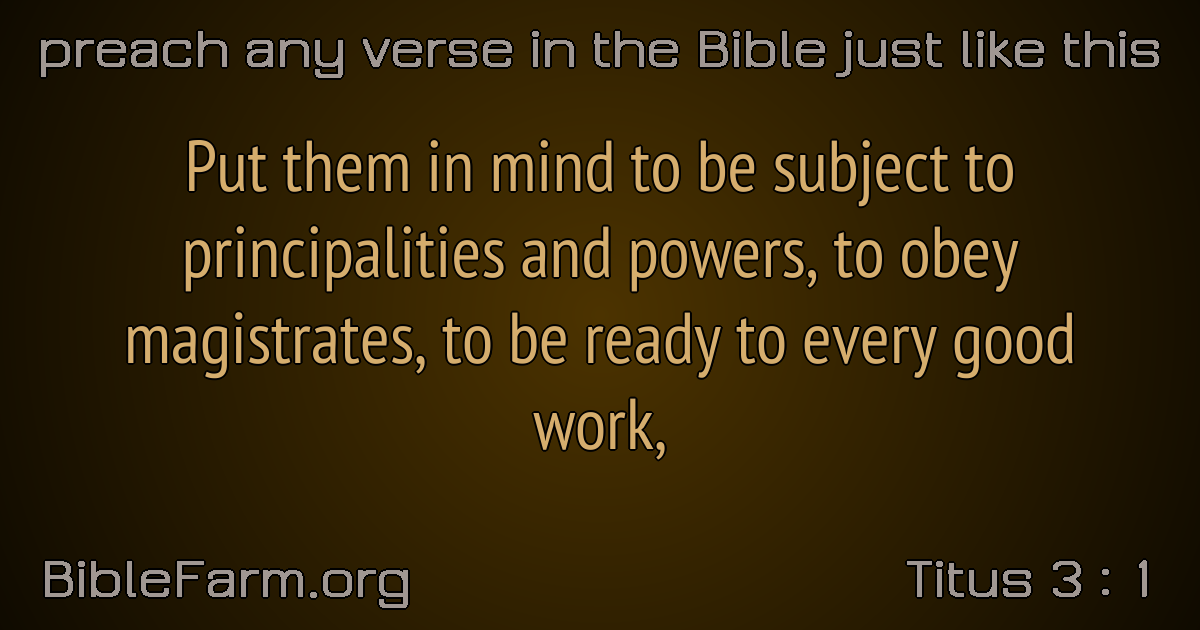 preach any verse in the Bible just like this
Put them in mind to be subject to
principalities and powers, to obey
magistrates, to be ready to every good
work,
BibleFarm.org
Titus 3 : 1